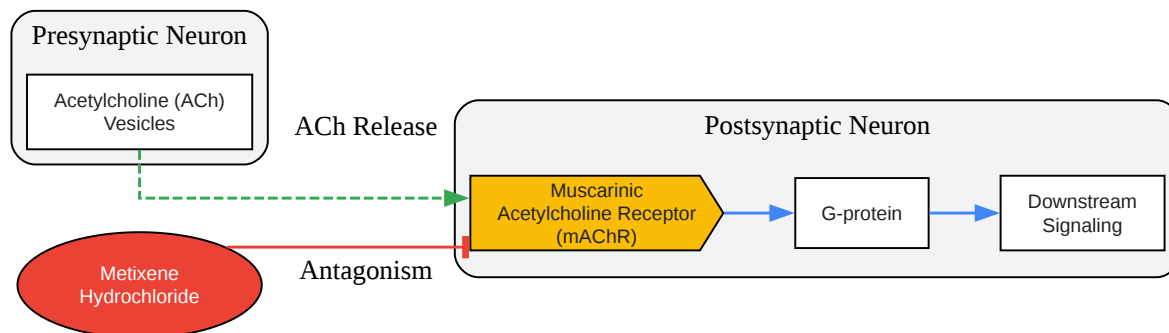 Presynaptic Neuron
Acetylcholine (ACh)
Vesicles
ACh Release
Postsynaptic Neuron
Muscarinic
Acetylcholine Receptor
(mAChR)
G-protein
Downstream
Signaling
Antagonism
Metixene
Hydrochloride